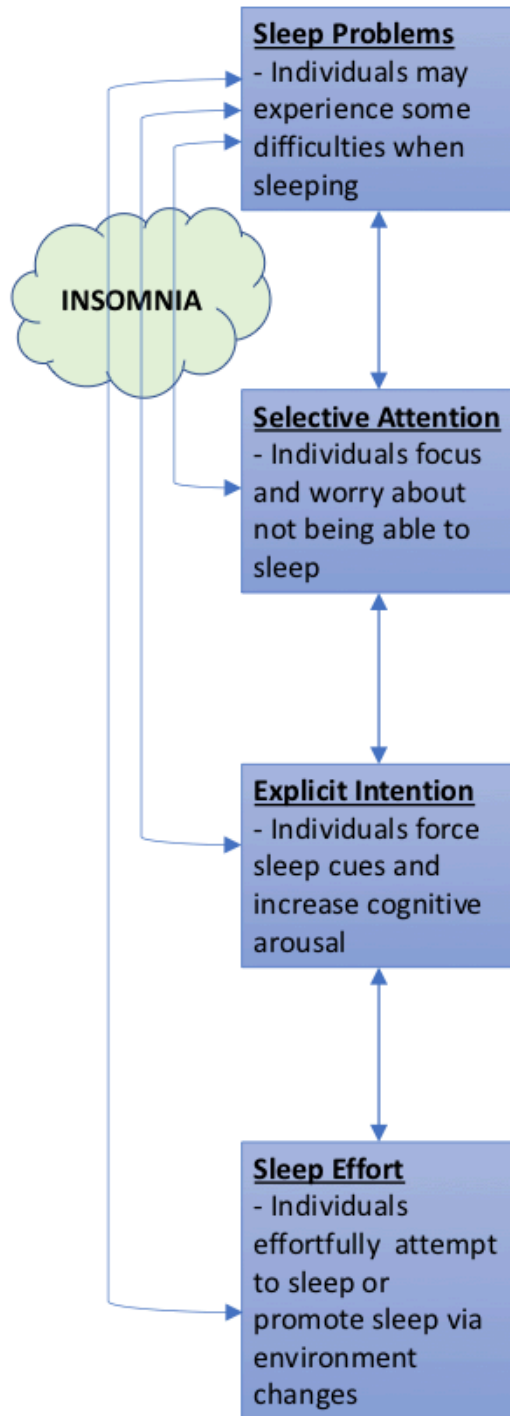 Sleep Problems
- Individuals may
experience some
difficulties when
sleeping
INSOMNIA
Selective Attention
- Individuals focus
and worry about
not being able to
sleep
Explicit Intention
- Individuals force
sleep cues and
increase cognitive
arousal
Sleep Effort
- Individuals
effortfully attempt
to sleep or
promote sleep via
environment
changes